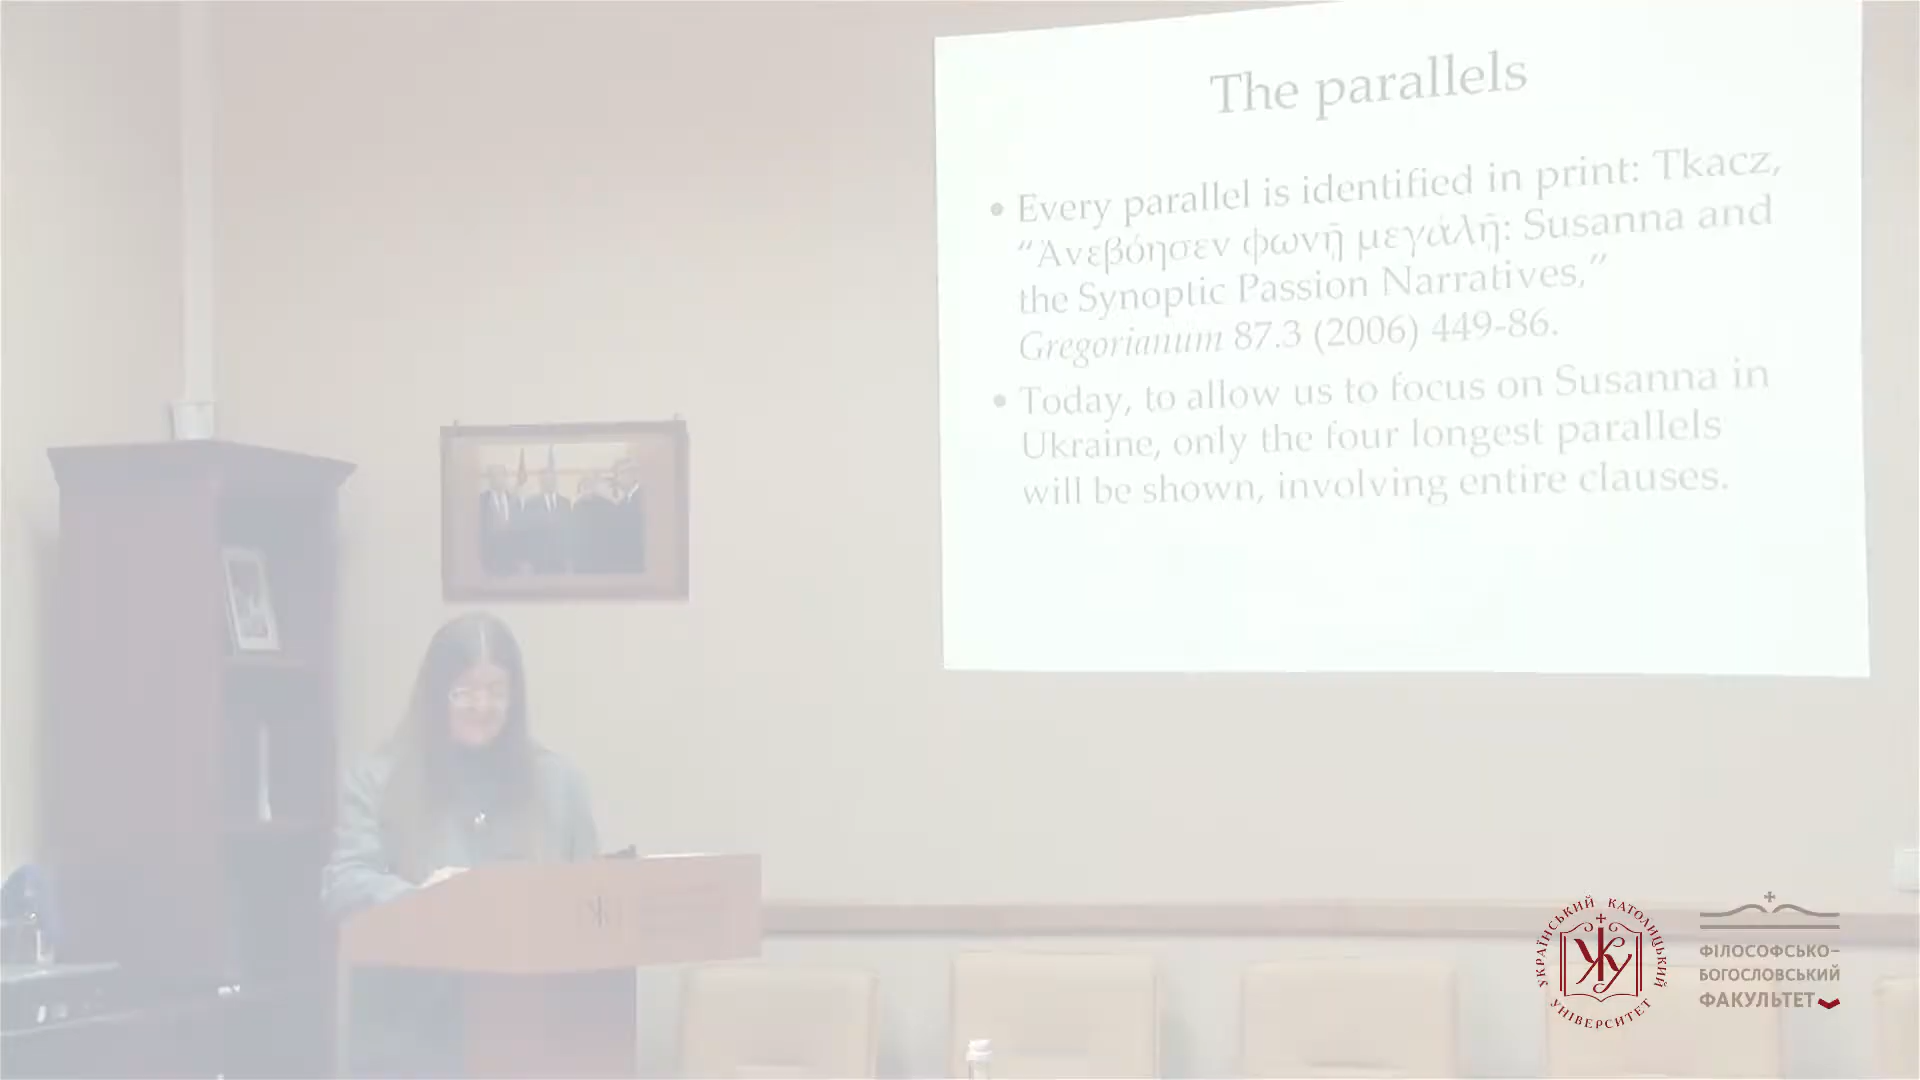 The parallels
• Every parallel is identified in print: Tkacz,
“Ἀνεβόησεν φωνῇ μεγάλῇ: Susanna and
the Synoptic Passion Narratives,”
Gregorianum 87.3 (2006) 449-86.
• Today, to allow us to focus on Susanna in
Ukraine, only the four longest parallels
will be shown, involving entire clauses.
УКРАЇНСЬКИЙ КАТОЛИЦЬКИЙ
УНІВЕРСИТЕТ
ФІЛОСОФСЬКО–
БОГОСЛОВСЬКИЙ
ФАКУЛЬТЕТ